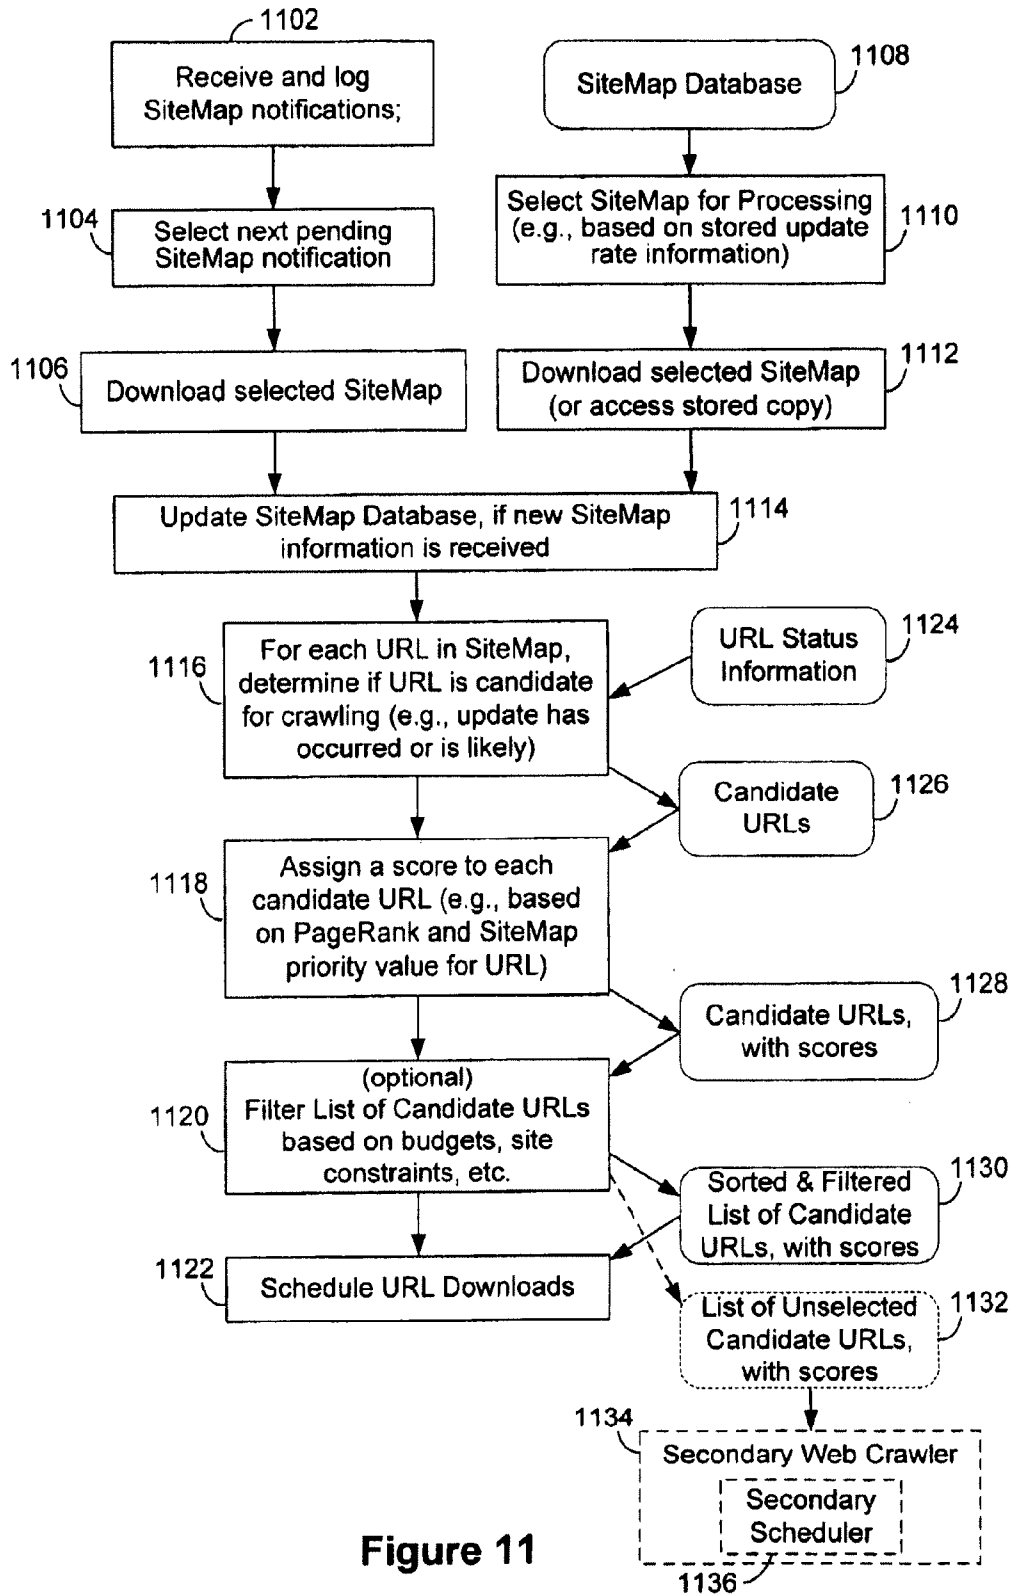 1102
Receive and log
SiteMap notifications;
1108
SiteMap Database
1104
Select next pending
SiteMap notification
Select SiteMap for Processing
(e.g., based on stored update
rate information)
1110
1106
Download selected SiteMap
1112
Download selected SiteMap
(or access stored copy)
Update SiteMap Database, if new SiteMap
information is received
1114
1116
For each URL in SiteMap,
determine if URL is candidate
for crawling (e.g., update has
occurred or is likely)
URL Status
Information
1124
Candidate
URLs
1126
1118
Assign a score to each
candidate URL (e.g., based
on PageRank and SiteMap
priority value for URL)
Candidate URLs,
with scores
1128
1120
(optional)
Filter List of Candidate URLs
based on budgets, site
constraints, etc.
Sorted & Filtered
List of Candidate
URLs, with scores
1130
1122
Schedule URL Downloads
List of Unselected
Candidate URLs,
with scores
1132
1134
Secondary Web Crawler
Secondary
Scheduler
1136
Figure 11